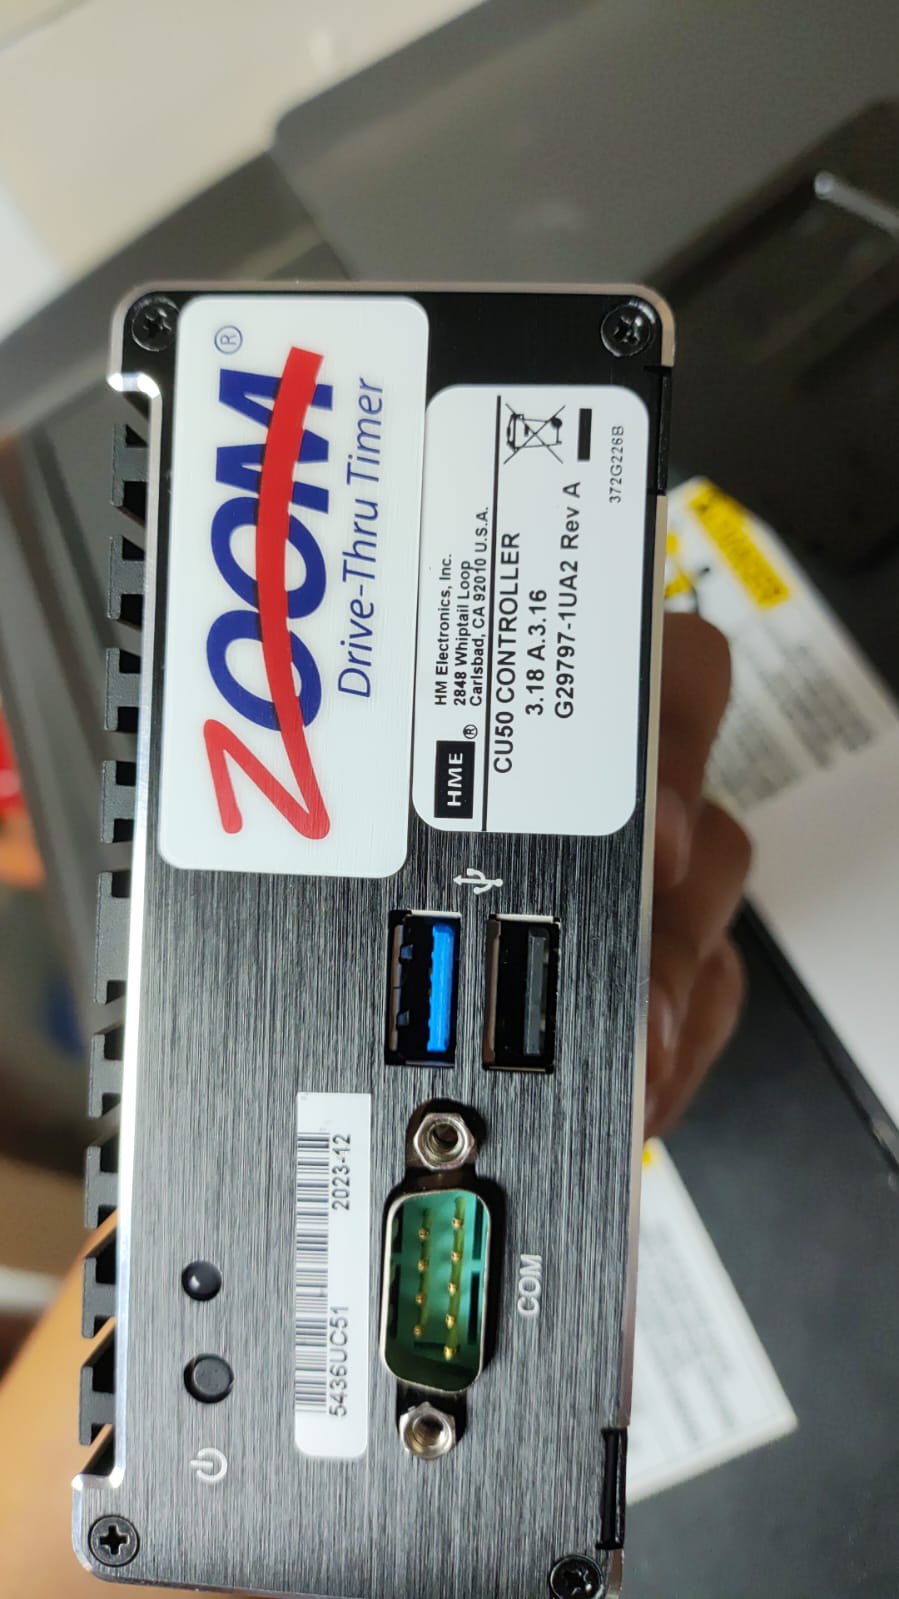 ZOOM®
Drive-Thru Timer
HME®
HM Electronics, Inc.
2848 Whiptail Loop
Carlsbad, CA 92010 U.S.A.
CU50 CONTROLLER
3.18 A.3.16
G29797-1UA2 Rev A
372G226B
5436UC51 2023-12
COM